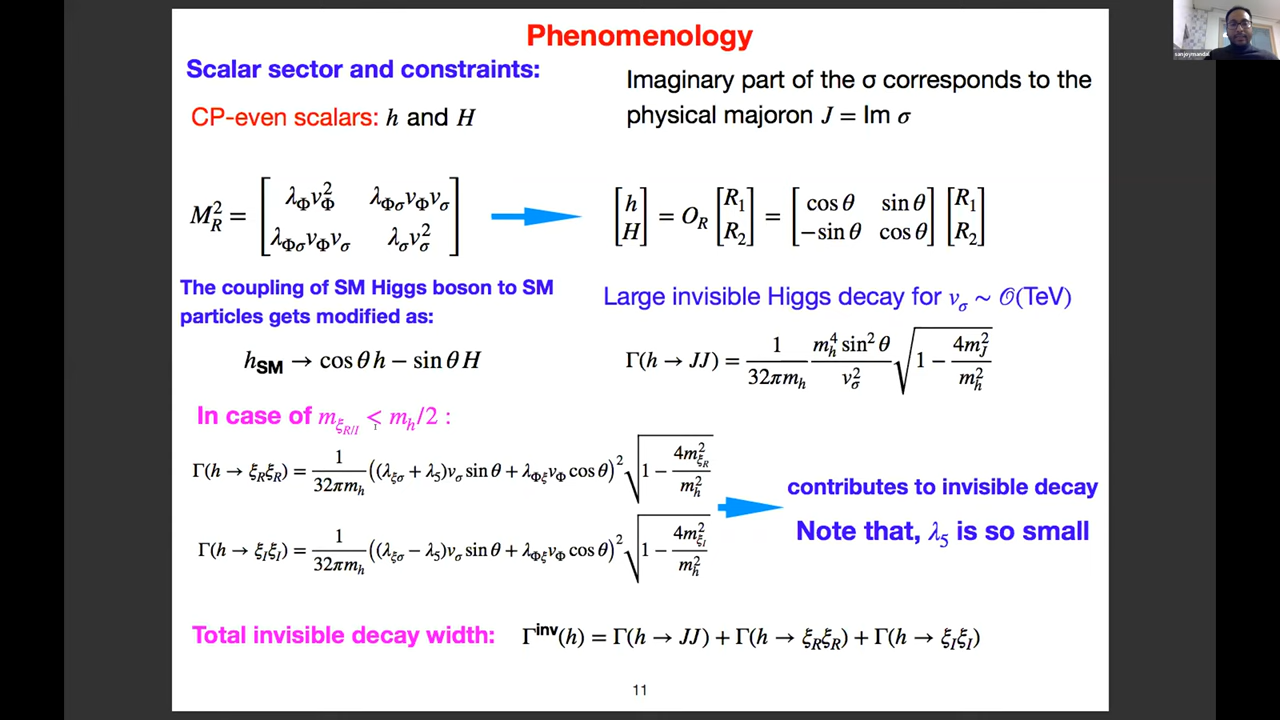 Phenomenology
Scalar sector and constraints:
CP-even scalars: h and H
Imaginary part of the σ corresponds to the
physical majoron J = Im σ
M_R^2 = [ λ_Φ v_Φ^2   λ_Φσ v_Φ v_σ ; λ_Φσ v_Φ v_σ   λ_σ v_σ^2 ]
[ h ; H ] = O_R [ R_1 ; R_2 ] = [ cos θ   sin θ ; −sin θ   cos θ ] [ R_1 ; R_2 ]
The coupling of SM Higgs boson to SM
particles gets modified as:
h_SM → cos θ h − sin θ H
Large invisible Higgs decay for v_σ ~ 𝒪(TeV)
Γ(h → JJ) = 1/(32πm_h) (m_h^4 sin^2 θ)/(v_σ^2) √(1 − 4m_J^2/m_h^2)
In case of m_ξ_R/I < m_h/2 :
Γ(h → ξ_R ξ_R) = 1/(32πm_h) ((λ_ξσ + λ_5)v_σ sin θ + λ_Φξ v_Φ cos θ)^2 √(1 − 4m_ξ_R^2/m_h^2)
Γ(h → ξ_I ξ_I) = 1/(32πm_h) ((λ_ξσ − λ_5)v_σ sin θ + λ_Φξ v_Φ cos θ)^2 √(1 − 4m_ξ_I^2/m_h^2)
contributes to invisible decay
Note that, λ_5 is so small
Total invisible decay width: Γ^inv(h) = Γ(h → JJ) + Γ(h → ξ_R ξ_R) + Γ(h → ξ_I ξ_I)
11
sanjoymandal